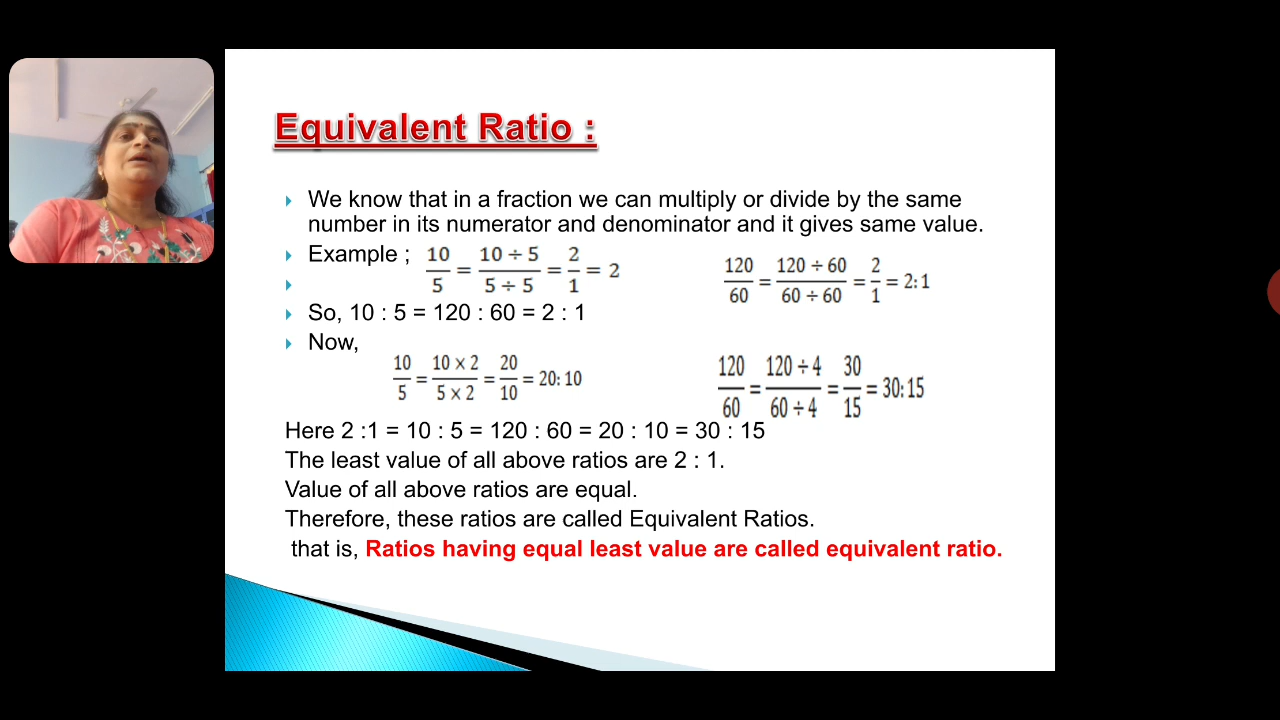 Equivalent Ratio :
We know that in a fraction we can multiply or divide by the same
number in its numerator and denominator and it gives same value.
Example ; 10/5 = 10 ÷ 5/5 ÷ 5 = 2/1 = 2
120/60 = 120 ÷ 60/60 ÷ 60 = 2/1 = 2:1
So, 10 : 5 = 120 : 60 = 2 : 1
Now,
10/5 = 10 × 2/5 × 2 = 20/10 = 20:10
120/60 = 120 ÷ 4/60 ÷ 4 = 30/15 = 30:15
Here 2 :1 = 10 : 5 = 120 : 60 = 20 : 10 = 30 : 15
The least value of all above ratios are 2 : 1.
Value of all above ratios are equal.
Therefore, these ratios are called Equivalent Ratios.
that is, Ratios having equal least value are called equivalent ratio.